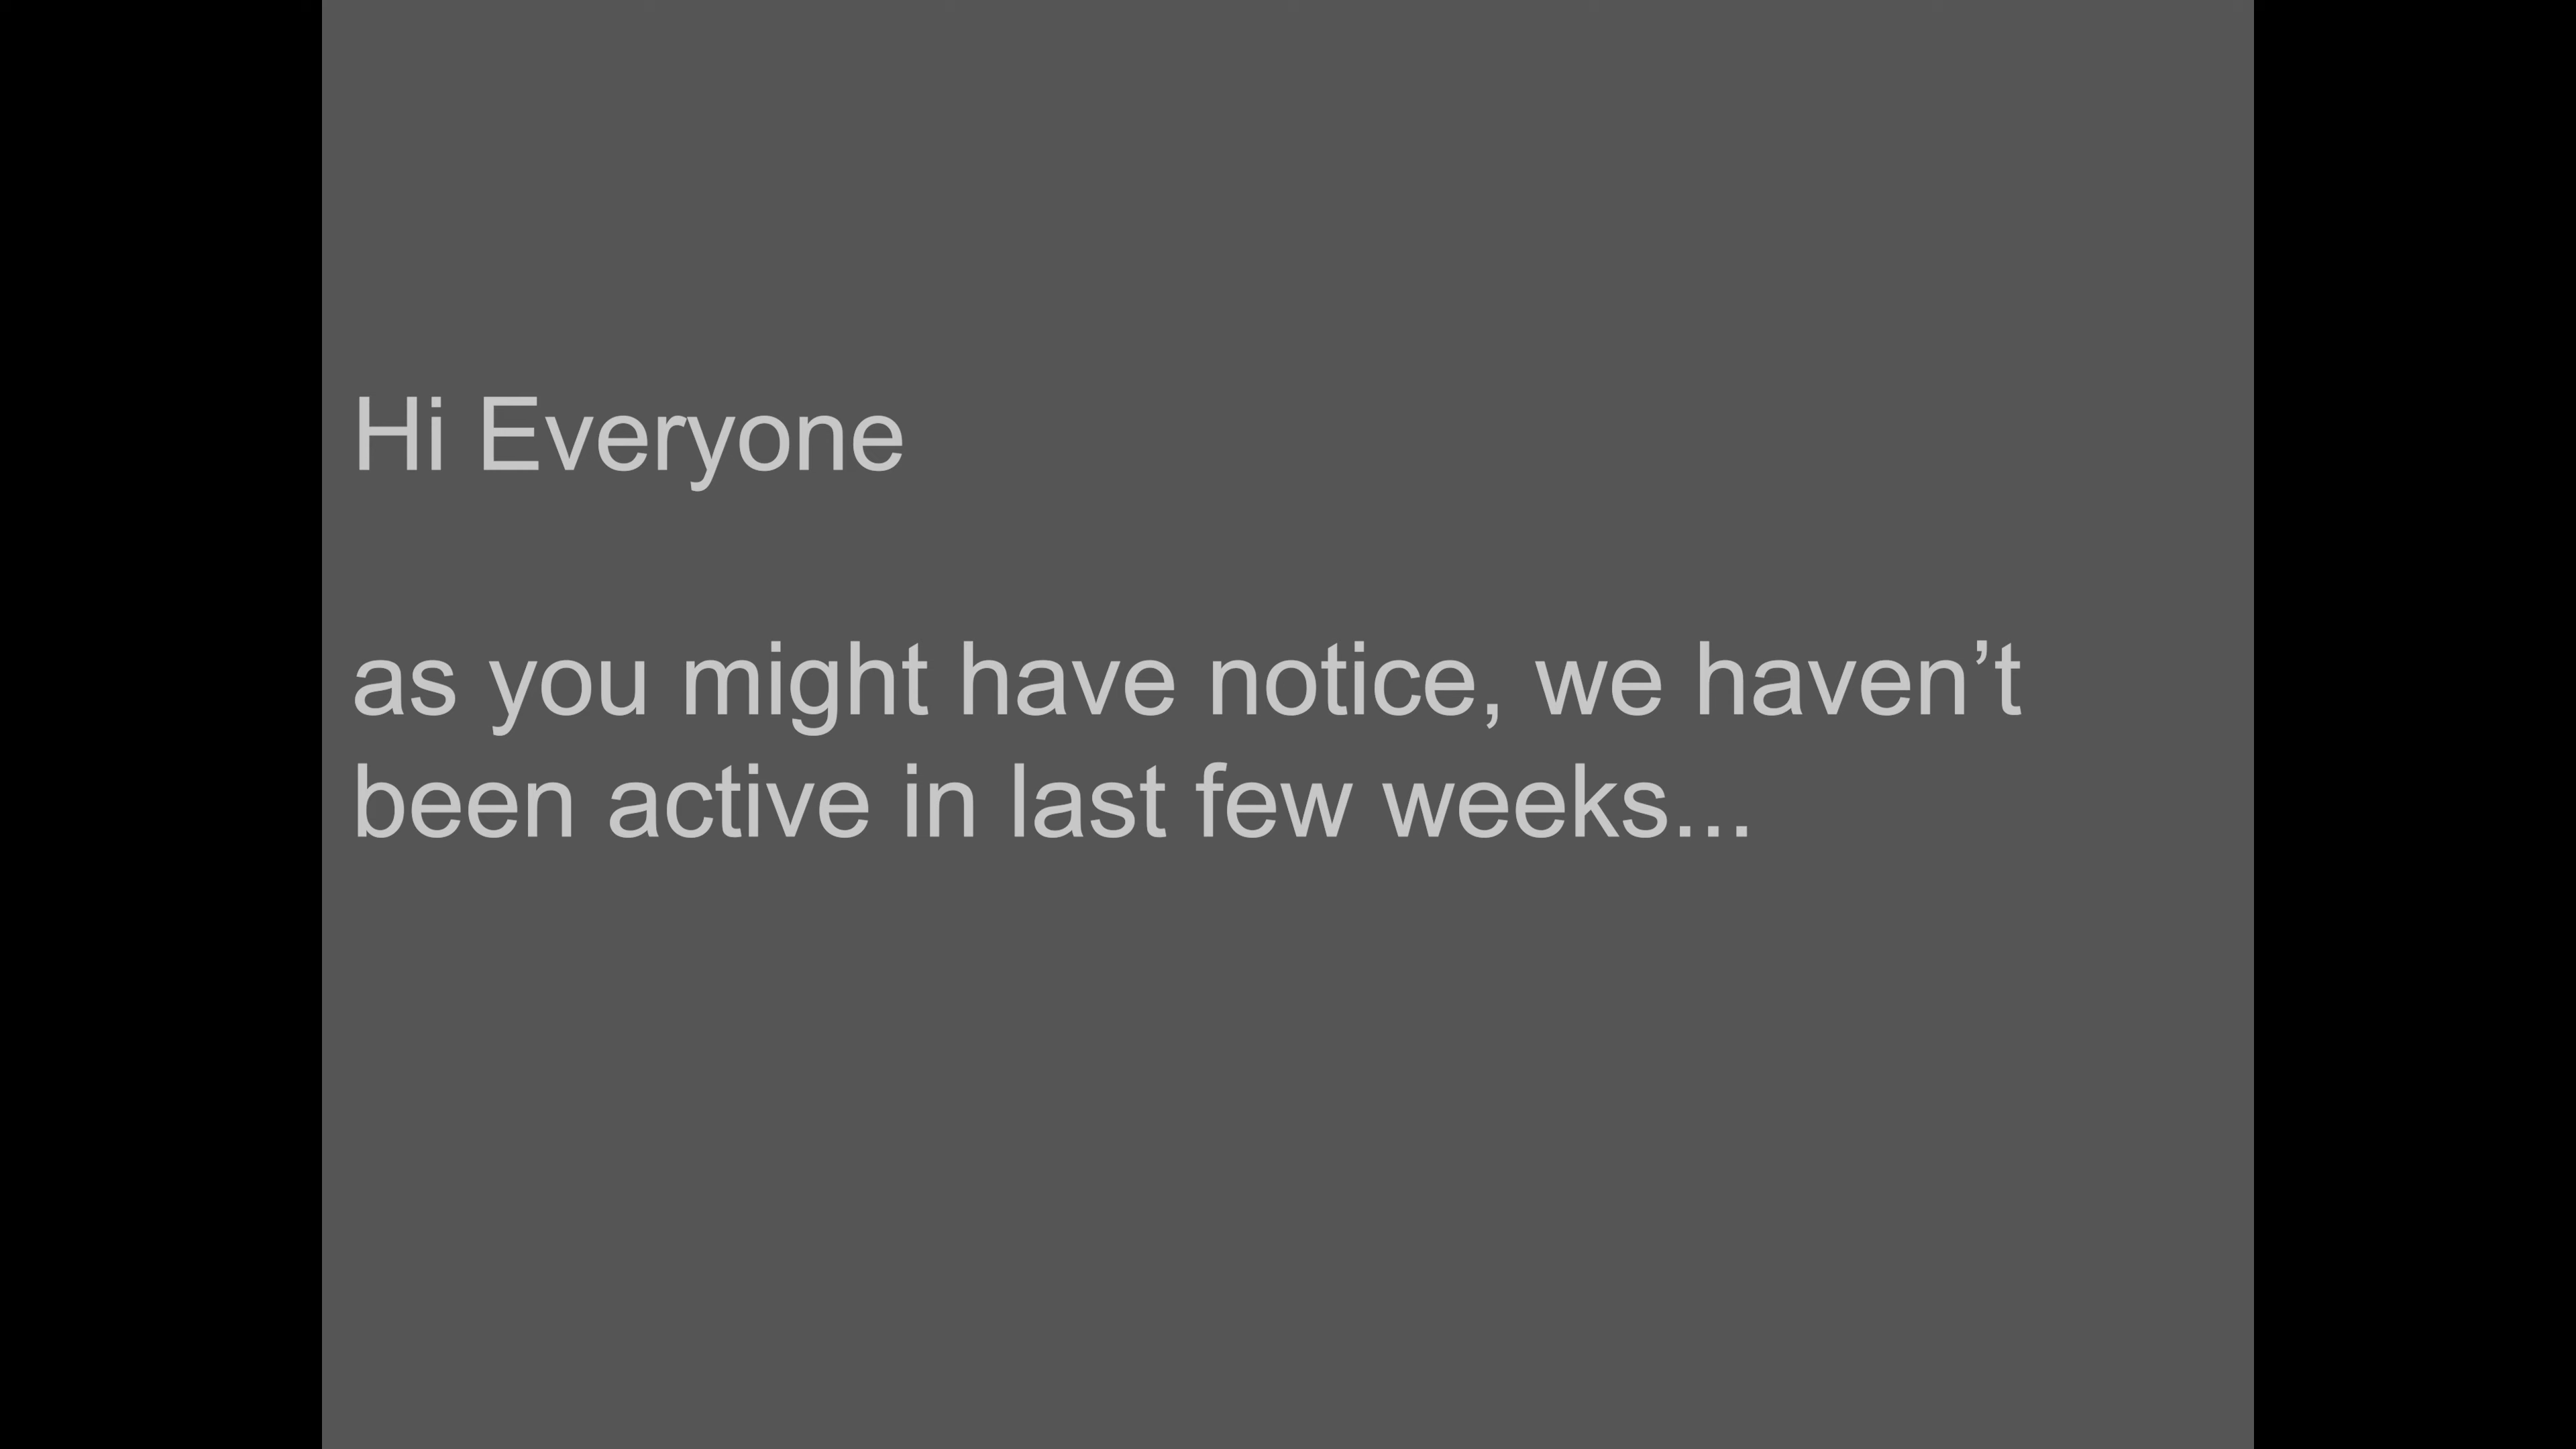 Hi Everyone
as you might have notice, we haven’t
been active in last few weeks...